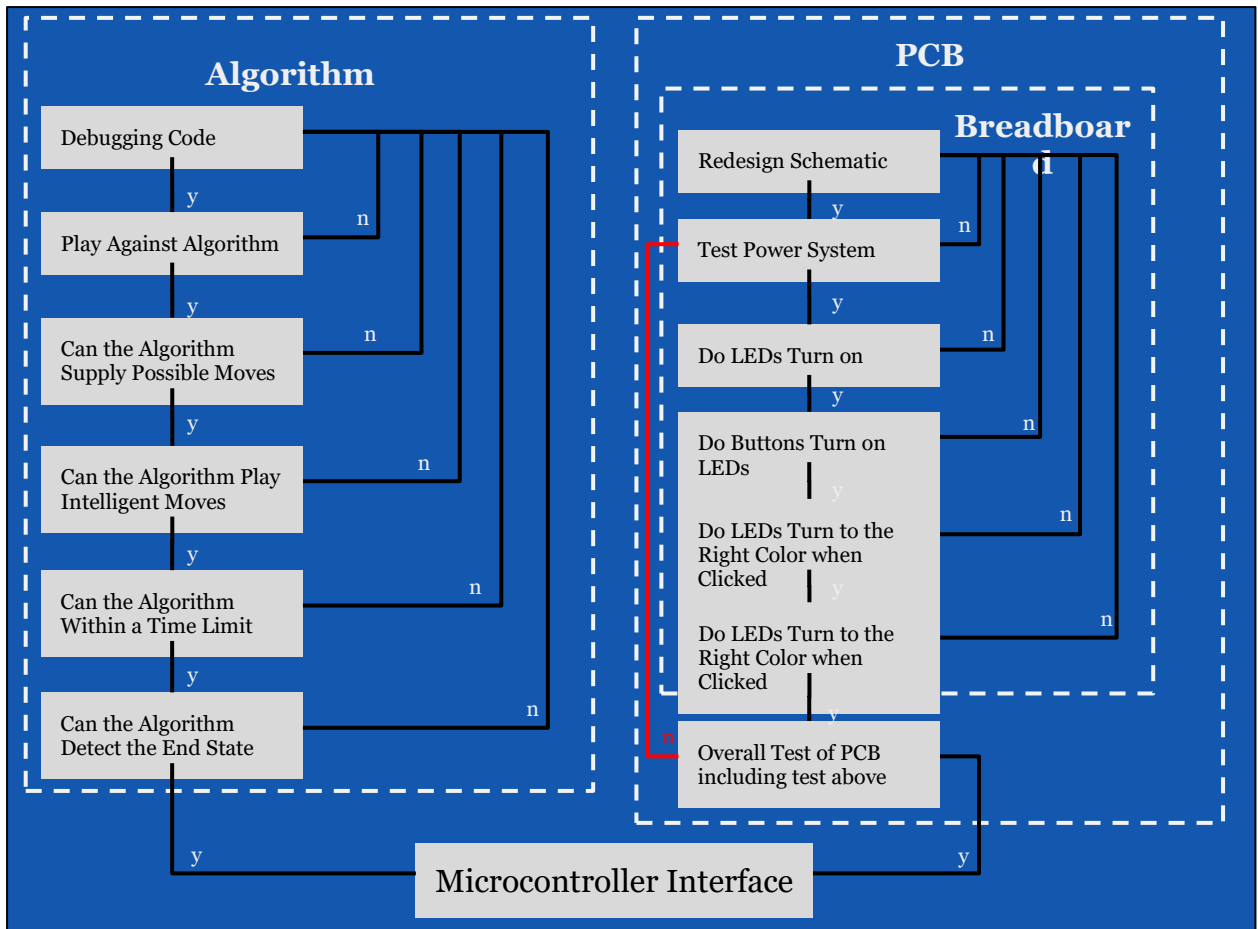 Algorithm
Debugging Code
y
Play Against Algorithm
n
y
Can the Algorithm
Supply Possible Moves
n
y
Can the Algorithm Play
Intelligent Moves
n
y
Can the Algorithm
Within a Time Limit
n
y
Can the Algorithm
Detect the End State
n
y
PCB
Breadboar
d
Redesign Schematic
y
Test Power System
n
y
Do LEDs Turn on
n
y
Do Buttons Turn on
LEDs
n
y
Do LEDs Turn to the
Right Color when
Clicked
n
y
Do LEDs Turn to the
Right Color when
Clicked
n
y
n
Overall Test of PCB
including test above
y
Microcontroller Interface